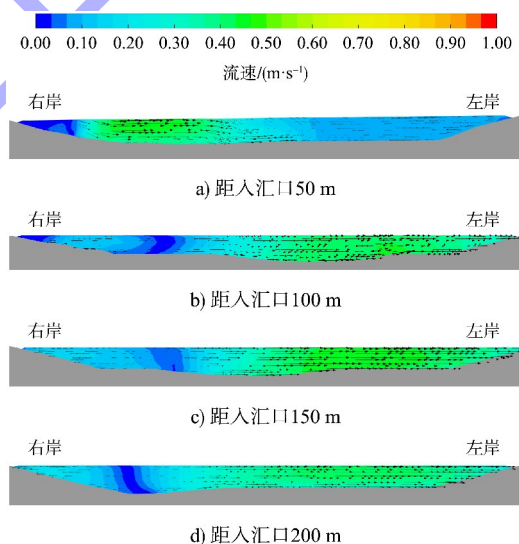 0.00 0.10 0.20 0.30 0.40 0.50 0.60 0.70 0.80 0.90 1.00
流速/(m·s⁻¹)
右岸 左岸
a) 距入汇口50 m
右岸 左岸
b) 距入汇口100 m
右岸 左岸
c) 距入汇口150 m
右岸 左岸
d) 距入汇口200 m